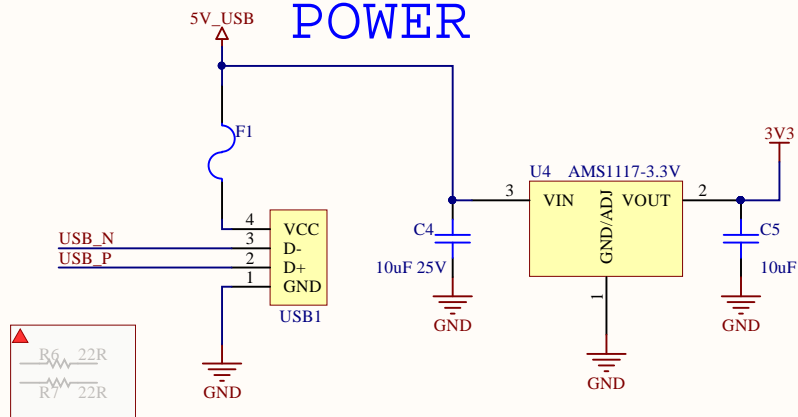 POWER
5V_USB
F1
3V3
U4 AMS1117-3.3V
3 VIN GND/ADJ VOUT 2
1
C4
10uF 25V
C5
10uF
GND
GND
GND
4 VCC
USB_N 3 D-
USB_P 2 D+
1 GND
USB1
GND
R6 22R
R7 22R